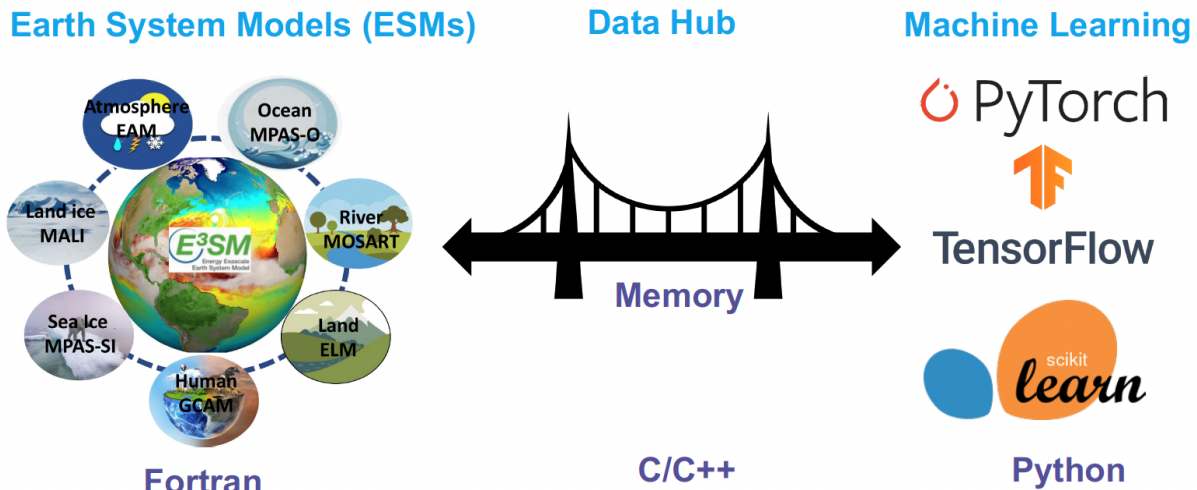 Earth System Models (ESMs)
Data Hub
Machine Learning
Atmosphere
EAM
Ocean
MPAS-O
Land ice
MALI
River
MOSART
E³SM
Energy Exascale
Earth System Model
Sea Ice
MPAS-SI
Land
ELM
Human
GCAM
Fortran
Memory
C/C++
PyTorch
TensorFlow
scikit
learn
Python